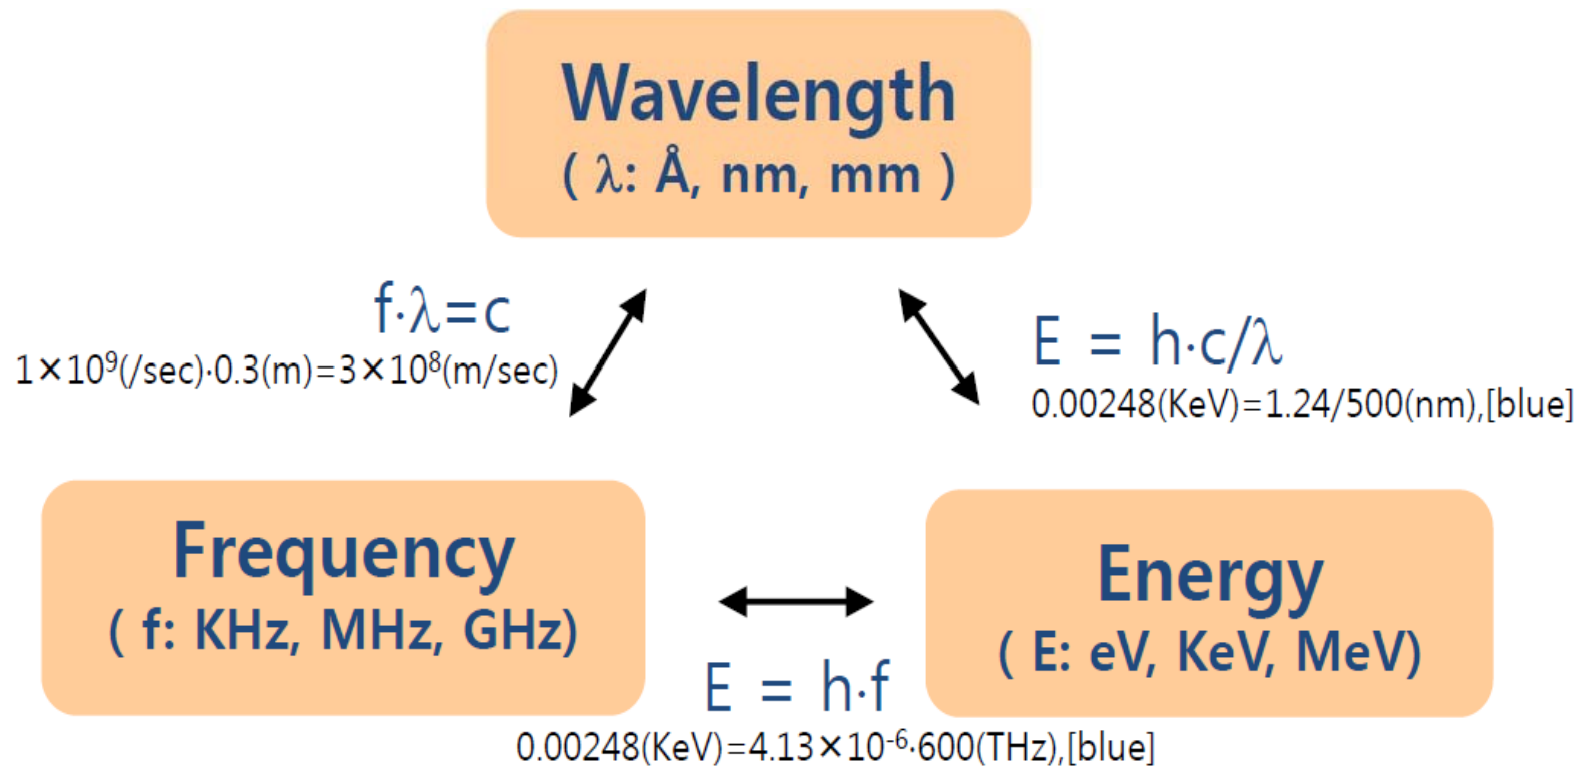 Wavelength
( λ: Å, nm, mm )
f·λ=c
1×10⁹(/sec)·0.3(m)=3×10⁸(m/sec)
E = h·c/λ
0.00248(KeV)=1.24/500(nm),[blue]
Frequency
( f: KHz, MHz, GHz)
Energy
( E: eV, KeV, MeV)
E = h·f
0.00248(KeV)=4.13×10⁻⁶·600(THz),[blue]